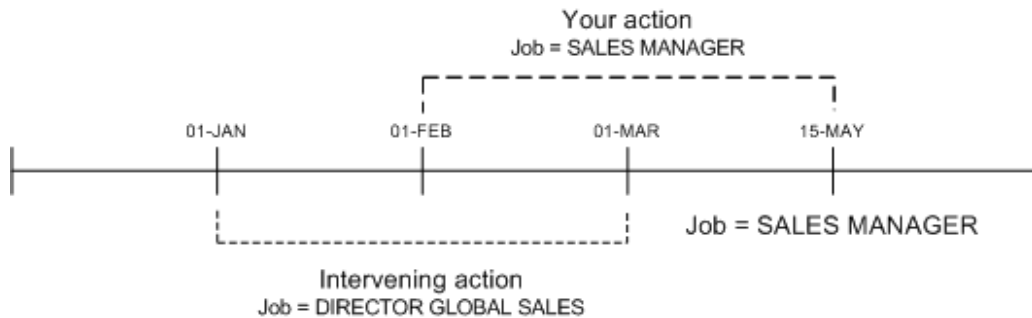 Your action
Job = SALES MANAGER
01-JAN 01-FEB 01-MAR 15-MAY
Job = SALES MANAGER
Intervening action
Job = DIRECTOR GLOBAL SALES